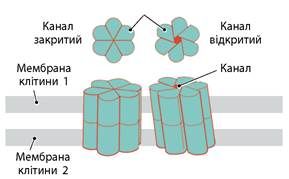 Канал
закритий
Канал
відкритий
Мембрана
клітини 1
Канал
Мембрана
клітини 2